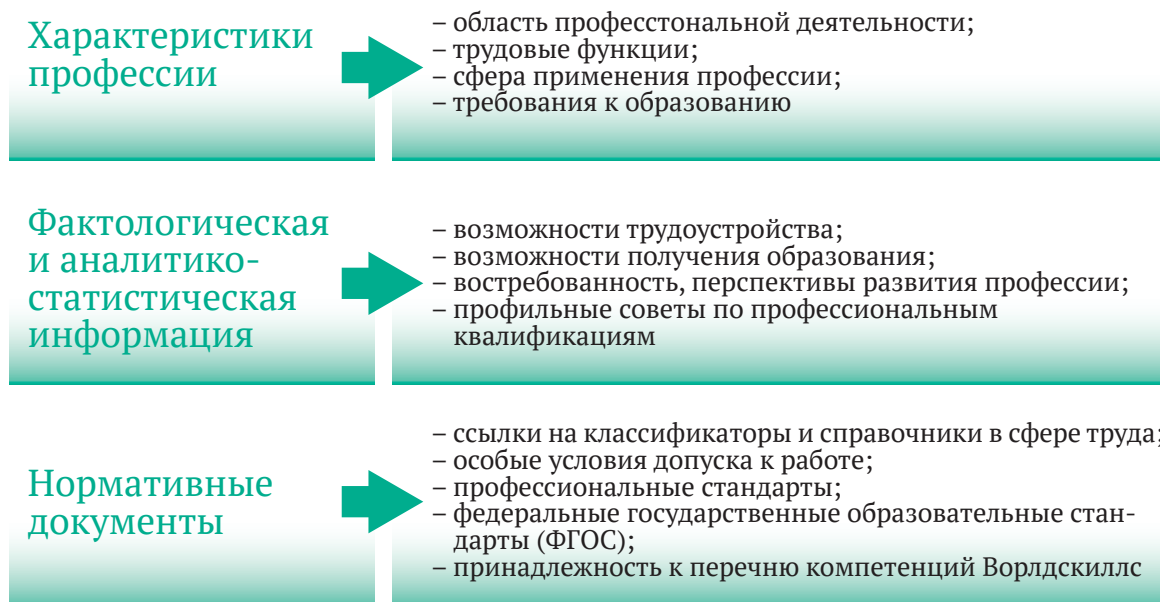 Характеристики
профессии
– область професстональной деятельности;
– трудовые функции;
– сфера применения профессии;
– требования к образованию
Фактологическая
и аналитико-
статистическая
информация
– возможности трудоустройства;
– возможности получения образования;
– востребованность, перспективы развития профессии;
– профильные советы по профессиональным
квалификациям
Нормативные
документы
– ссылки на классификаторы и справочники в сфере труда;
– особые условия допуска к работе;
– профессиональные стандарты;
– федеральные государственные образовательные стан-
дарты (ФГОС);
– принадлежность к перечню компетенций Ворлдскиллс